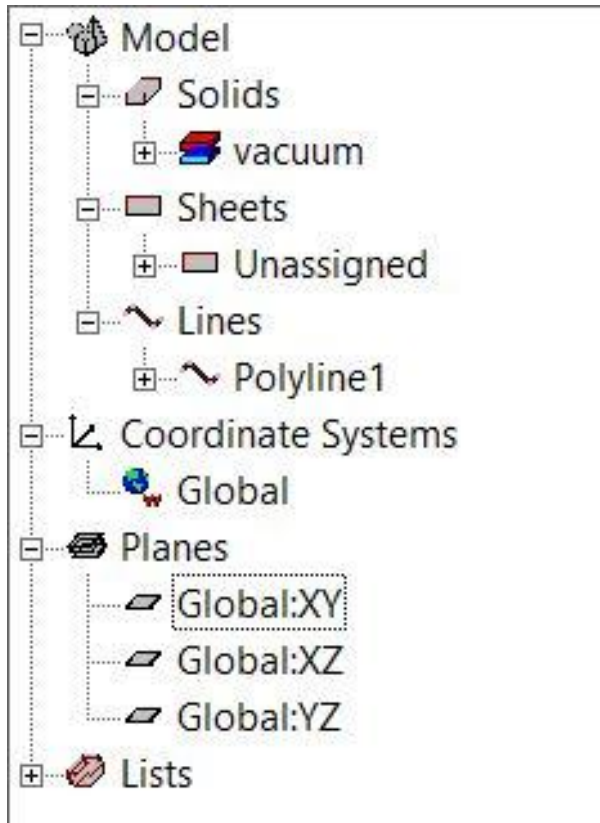 Model
Solids
vacuum
Sheets
Unassigned
Lines
Polyline1
Coordinate Systems
Global
Planes
Global:XY
Global:XZ
Global:YZ
Lists